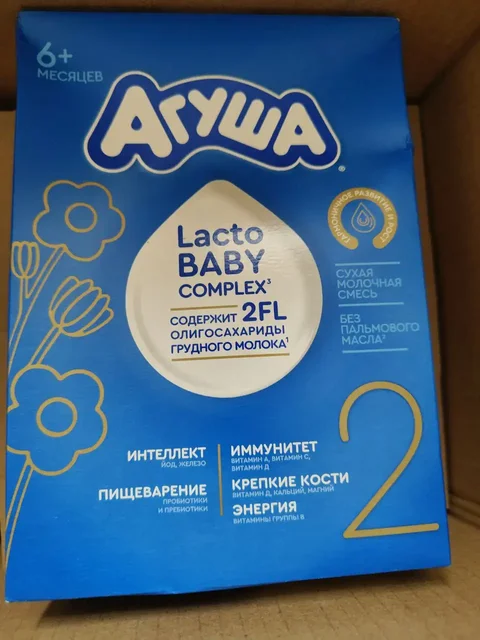 6+
МЕСЯЦЕВ
АГУША®
ГАРМОНИЧНОЕ РАЗВИТИЕ И РОСТ
Lacto
BABY
COMPLEX³
СОДЕРЖИТ 2FL
ОЛИГОСАХАРИДЫ
ГРУДНОГО МОЛОКА¹
СУХАЯ
МОЛОЧНАЯ
СМЕСЬ
БЕЗ
ПАЛЬМОВОГО
МАСЛА²
2
ИНТЕЛЛЕКТ
ЙОД, ЖЕЛЕЗО
ПИЩЕВАРЕНИЕ
ПРОБИОТИКИ
И ПРЕБИОТИКИ
ИММУНИТЕТ
ВИТАМИН А, ВИТАМИН С,
ВИТАМИН Д
КРЕПКИЕ КОСТИ
ВИТАМИН Д, КАЛЬЦИЙ, МАГНИЙ
ЭНЕРГИЯ
ВИТАМИНЫ ГРУППЫ В